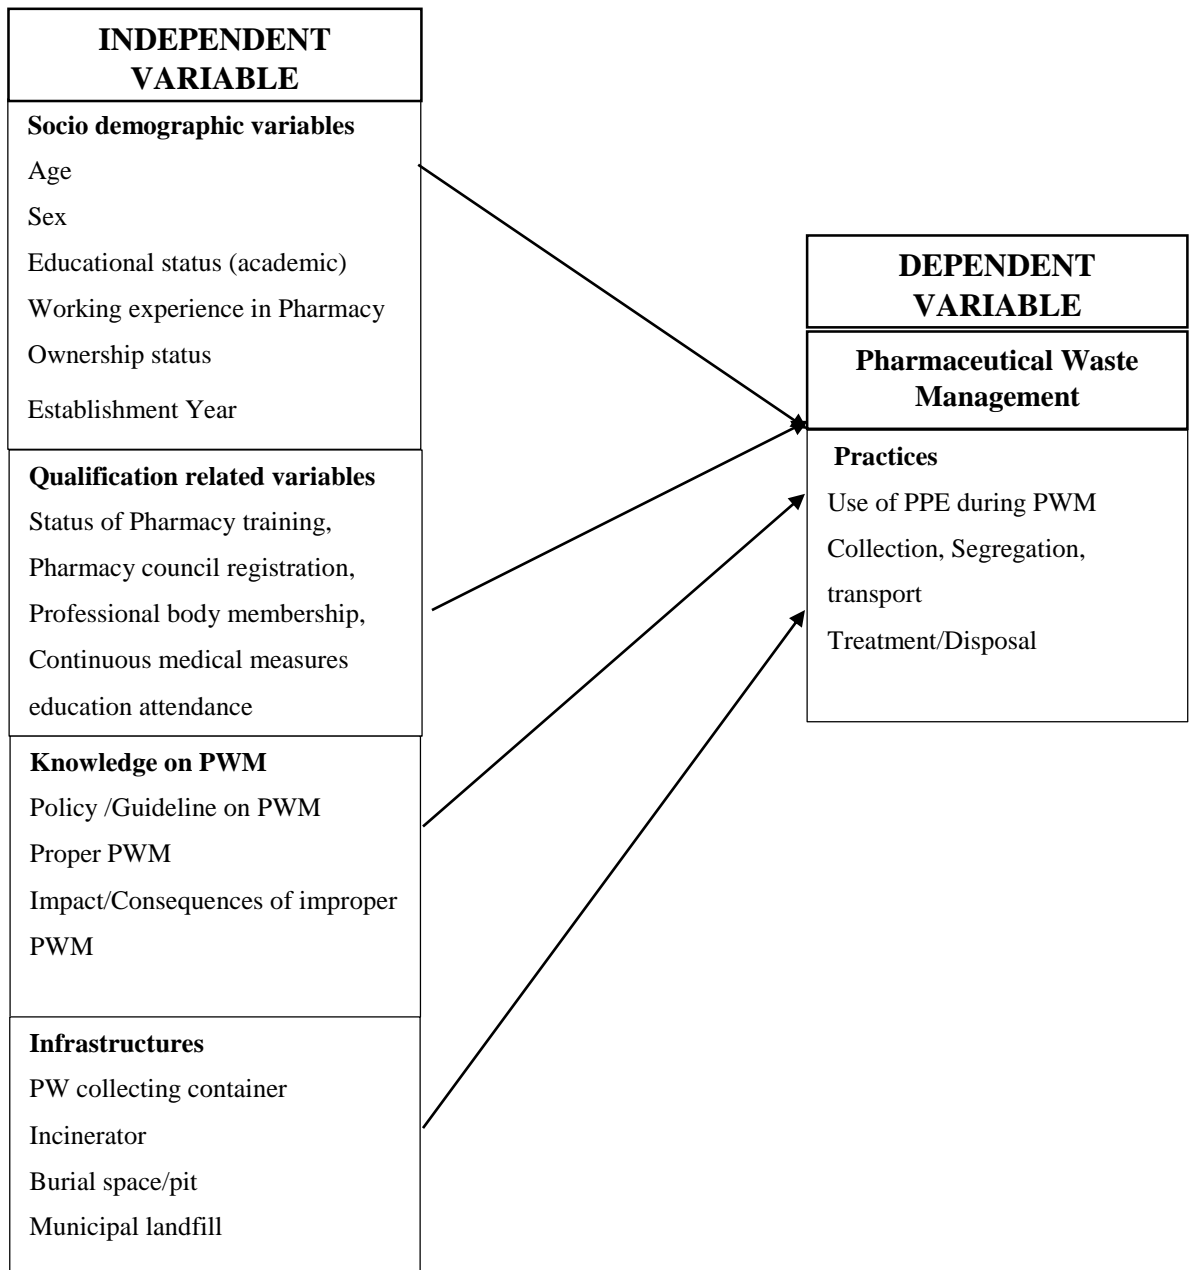 INDEPENDENT
VARIABLE
Socio demographic variables
Age
Sex
Educational status (academic)
Working experience in Pharmacy
Ownership status
Establishment Year
Qualification related variables
Status of Pharmacy training,
Pharmacy council registration,
Professional body membership,
Continuous medical measures
education attendance
Knowledge on PWM
Policy /Guideline on PWM
Proper PWM
Impact/Consequences of improper
PWM
Infrastructures
PW collecting container
Incinerator
Burial space/pit
Municipal landfill
DEPENDENT
VARIABLE
Pharmaceutical Waste
Management
Practices
Use of PPE during PWM
Collection, Segregation,
transport
Treatment/Disposal